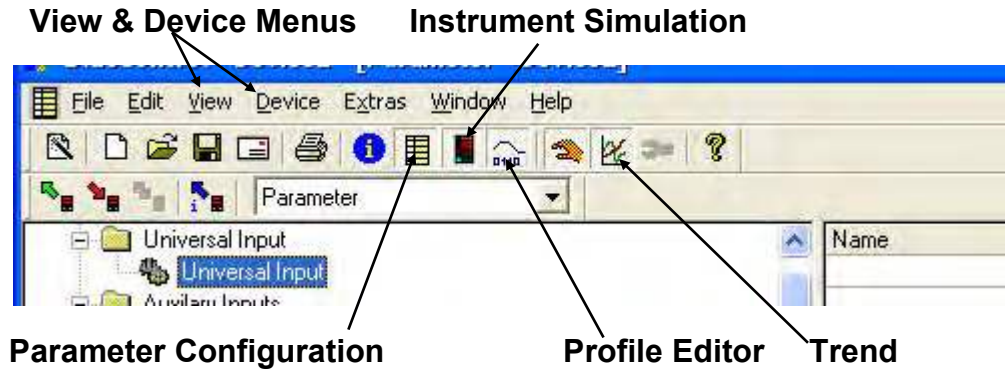 View & Device Menus
Instrument Simulation
File Edit View Device Extras Window Help
Parameter
Universal Input
Name
Universal Input
Parameter Configuration
Profile Editor
Trend